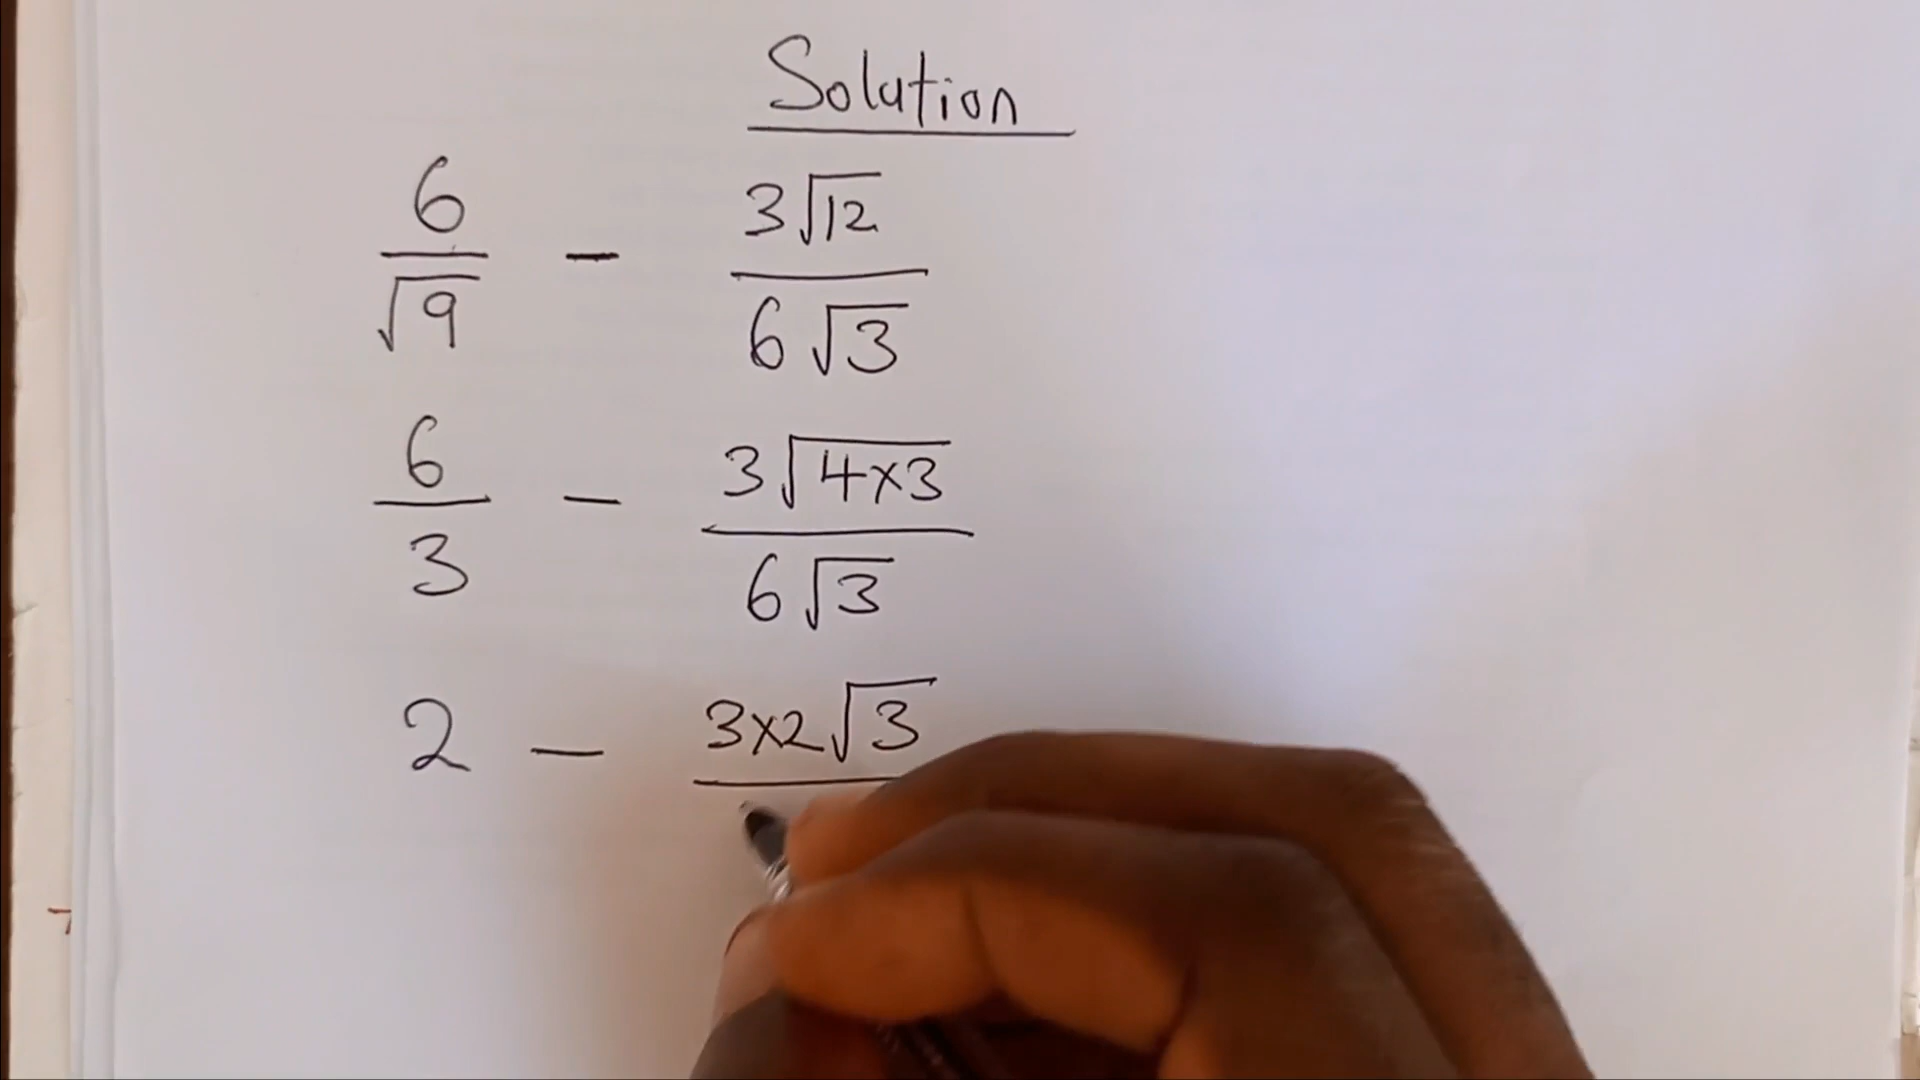 Solution
6/√9 - 3√12/6√3
6/3 - 3√4×3/6√3
2 - 3×2√3